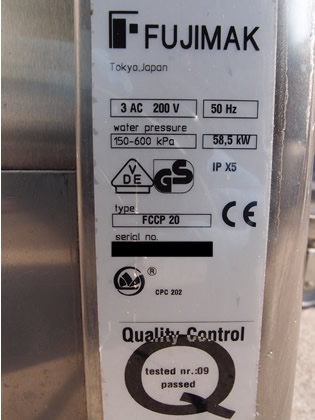 FUJIMAK
Tokyo,Japan
3 AC 200 V 50 Hz
water pressure
150-600 kPa 58,5 kW
VDE GS IP X5
type
FCCP 20 CE
serial no.
®
CPC 202
Quality Control
Q
tested nr.:09
passed